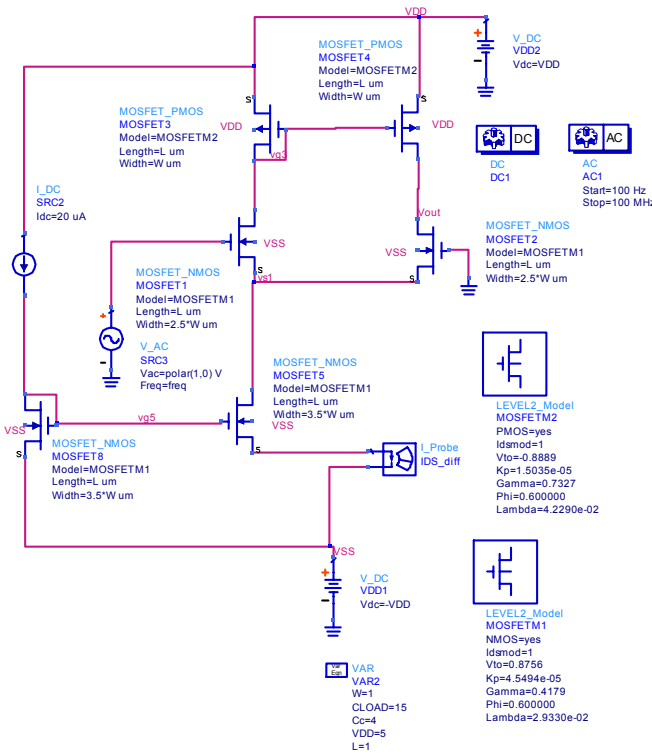 VDD
V_DC
VDD2
Vdc=VDD
MOSFET_PMOS
MOSFET4
Model=MOSFETM2
Length=L um
Width=W um
S
S
MOSFET_PMOS
MOSFET3
Model=MOSFETM2
Length=L um
Width=W um
VDD
VDD
vg3
DC
DC
DC1
AC
AC
AC1
Start=100 Hz
Stop=100 MHz
I_DC
SRC2
Idc=20 uA
Vout
VSS
VSS
MOSFET_NMOS
MOSFET2
Model=MOSFETM1
Length=L um
Width=2.5*W um
S
S
vs1
MOSFET_NMOS
MOSFET1
Model=MOSFETM1
Length=L um
Width=2.5*W um
V_AC
SRC3
Vac=polar(1,0) V
Freq=freq
MOSFET_NMOS
MOSFET5
Model=MOSFETM1
Length=L um
Width=3.5*W um
VSS
vg5
S
VSS
S
MOSFET_NMOS
MOSFET8
Model=MOSFETM1
Length=L um
Width=3.5*W um
I_Probe
IDS_diff
LEVEL2_Model
MOSFETM2
PMOS=yes
Idsmod=1
Vto=-0.8889
Kp=1.5035e-05
Gamma=0.7327
Phi=0.600000
Lambda=4.2290e-02
VSS
V_DC
VDD1
Vdc=-VDD
LEVEL2_Model
MOSFETM1
NMOS=yes
Idsmod=1
Vto=0.8756
Kp=4.5494e-05
Gamma=0.4179
Phi=0.600000
Lambda=2.9330e-02
Var
Eqn
VAR
VAR2
W=1
CLOAD=15
Cc=4
VDD=5
L=1